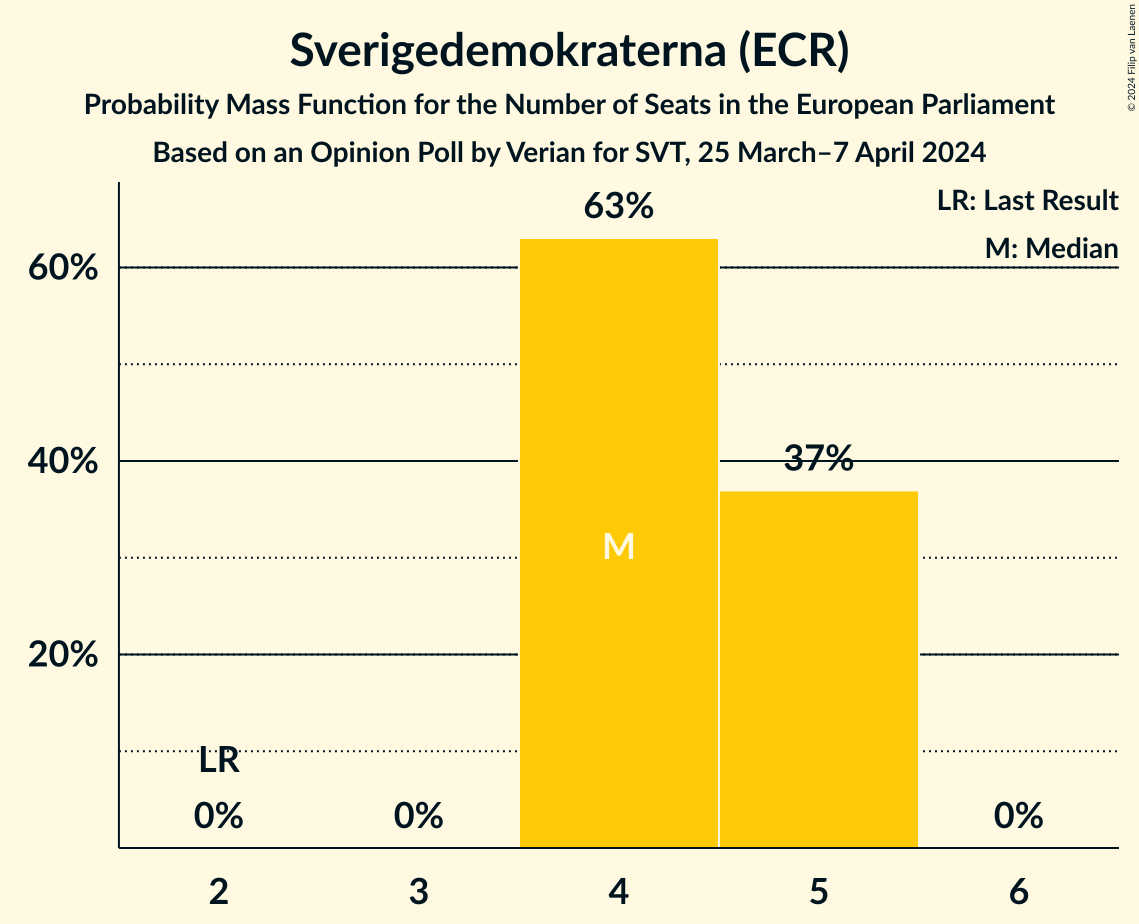 Sverigedemokraterna (ECR)
Probability Mass Function for the Number of Seats in the European Parliament
Based on an Opinion Poll by Verian for SVT, 25 March–7 April 2024
© 2024 Filip van Laenen
LR: Last Result
M: Median
63%
60%
40%
37%
M
20%
LR
0%
0%
0%
2
3
4
5
6